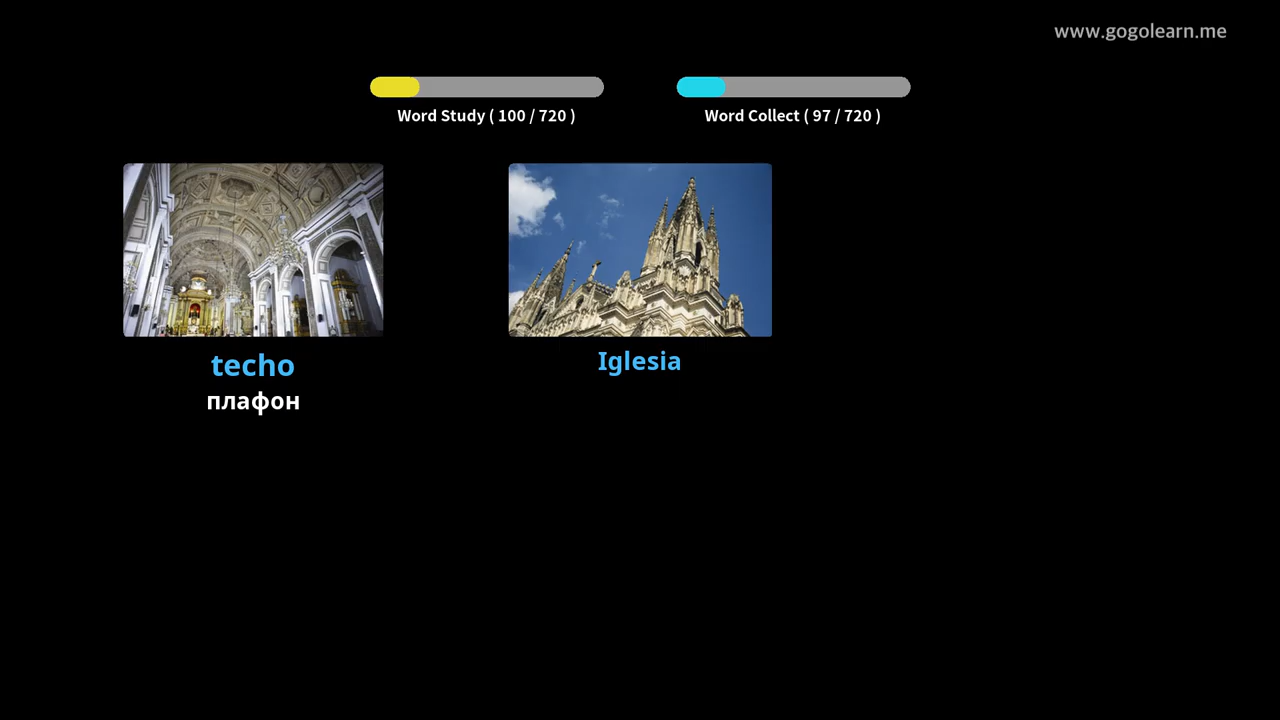 www.gogolearn.me
Word Study ( 100 / 720 )
Word Collect ( 97 / 720 )
techo
плафон
Iglesia